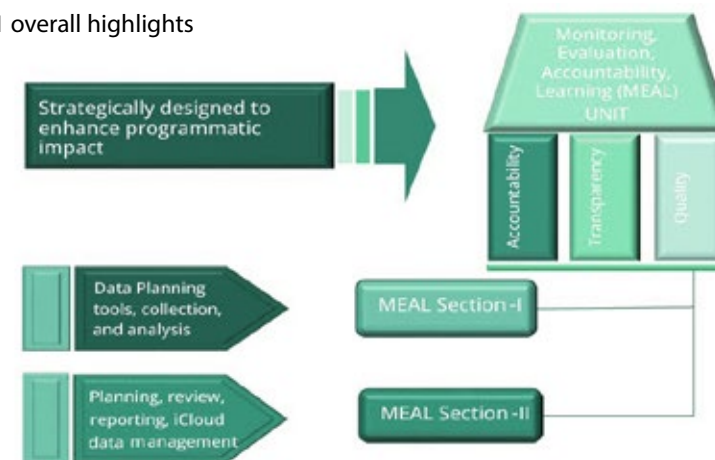 overall highlights
Strategically designed to
enhance programmatic
impact
Monitoring,
Evaluation,
Accountability,
Learning (MEAL)
UNIT
Accountability
Transparency
Quality
Data Planning
tools, collection,
and analysis
MEAL Section -I
Planning, review,
reporting, iCloud
data management
MEAL Section -II